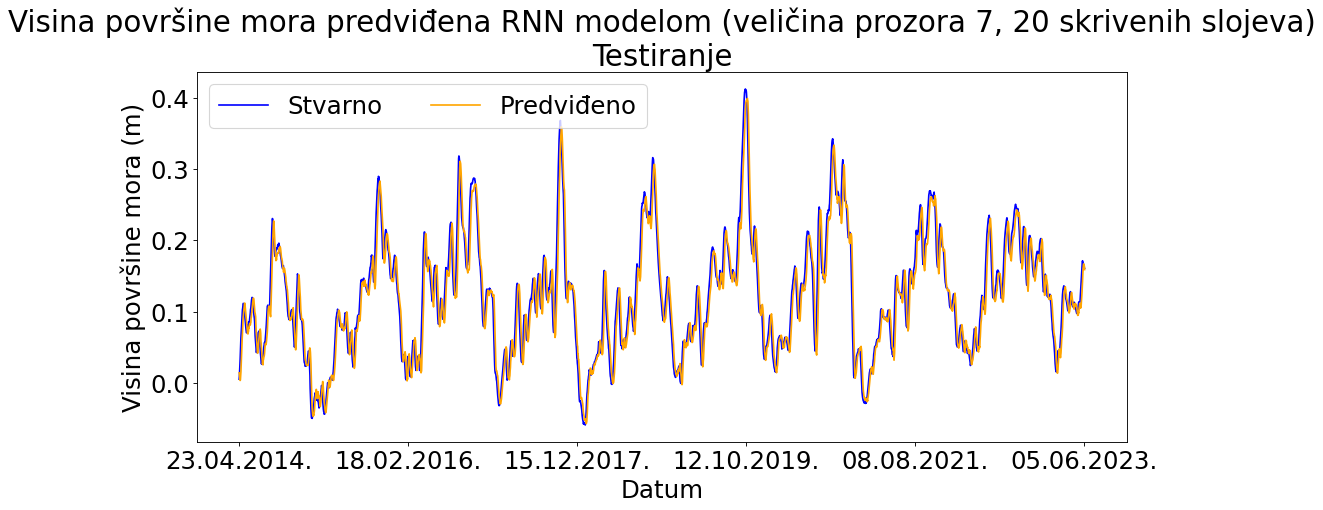 Visina površine mora predviđena RNN modelom (veličina prozora 7, 20 skrivenih slojeva)
Testiranje
Stvarno Predviđeno
Visina površine mora (m)
0.4
0.3
0.2
0.1
0.0
23.04.2014. 18.02.2016. 15.12.2017. 12.10.2019. 08.08.2021. 05.06.2023.
Datum